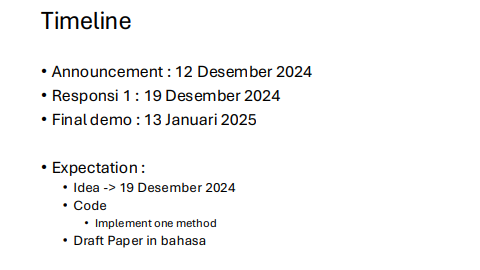 Timeline
• Announcement : 12 Desember 2024
• Responsi 1 : 19 Desember 2024
• Final demo : 13 Januari 2025
• Expectation :
• Idea -> 19 Desember 2024
• Code
• Implement one method
• Draft Paper in bahasa